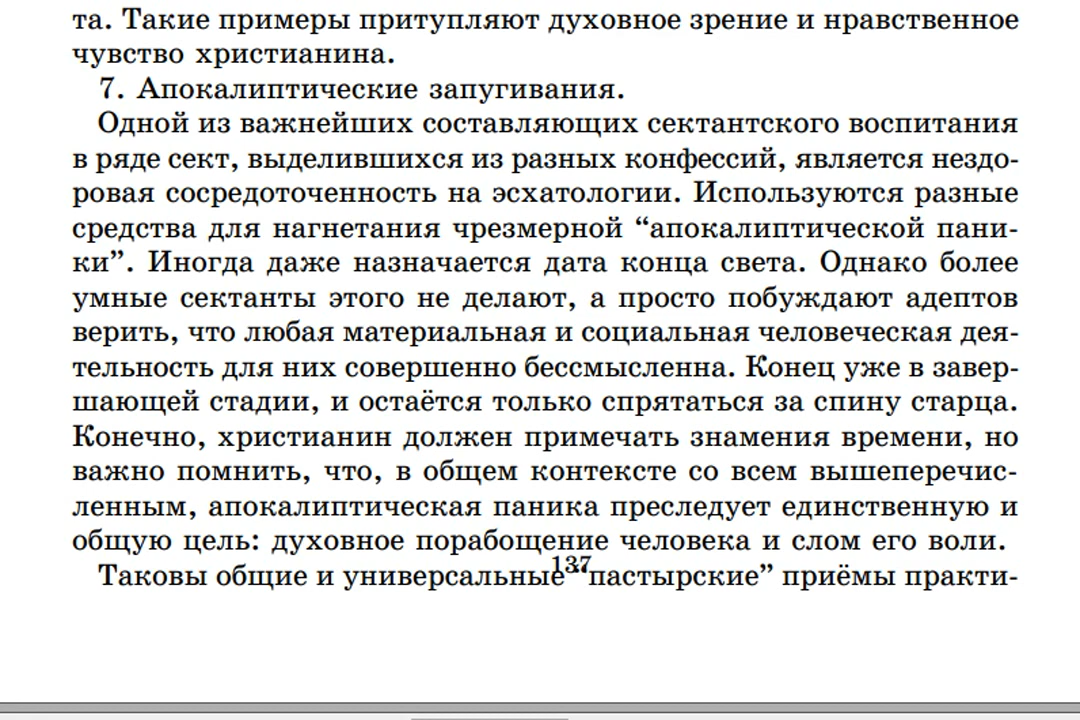 та. Такие примеры притупляют духовное зрение и нравственное
чувство христианина.
7. Апокалиптические запугивания.
Одной из важнейших составляющих сектантского воспитания
в ряде сект, выделившихся из разных конфессий, является нездо-
ровая сосредоточенность на эсхатологии. Используются разные
средства для нагнетания чрезмерной “апокалиптической пани-
ки”. Иногда даже назначается дата конца света. Однако более
умные сектанты этого не делают, а просто побуждают адептов
верить, что любая материальная и социальная человеческая дея-
тельность для них совершенно бессмысленна. Конец уже в завер-
шающей стадии, и остаётся только спрятаться за спину старца.
Конечно, христианин должен примечать знамения времени, но
важно помнить, что, в общем контексте со всем вышеперечис-
ленным, апокалиптическая паника преследует единственную и
общую цель: духовное порабощение человека и слом его воли.
137
Таковы общие и универсальные “пастырские” приёмы практи-